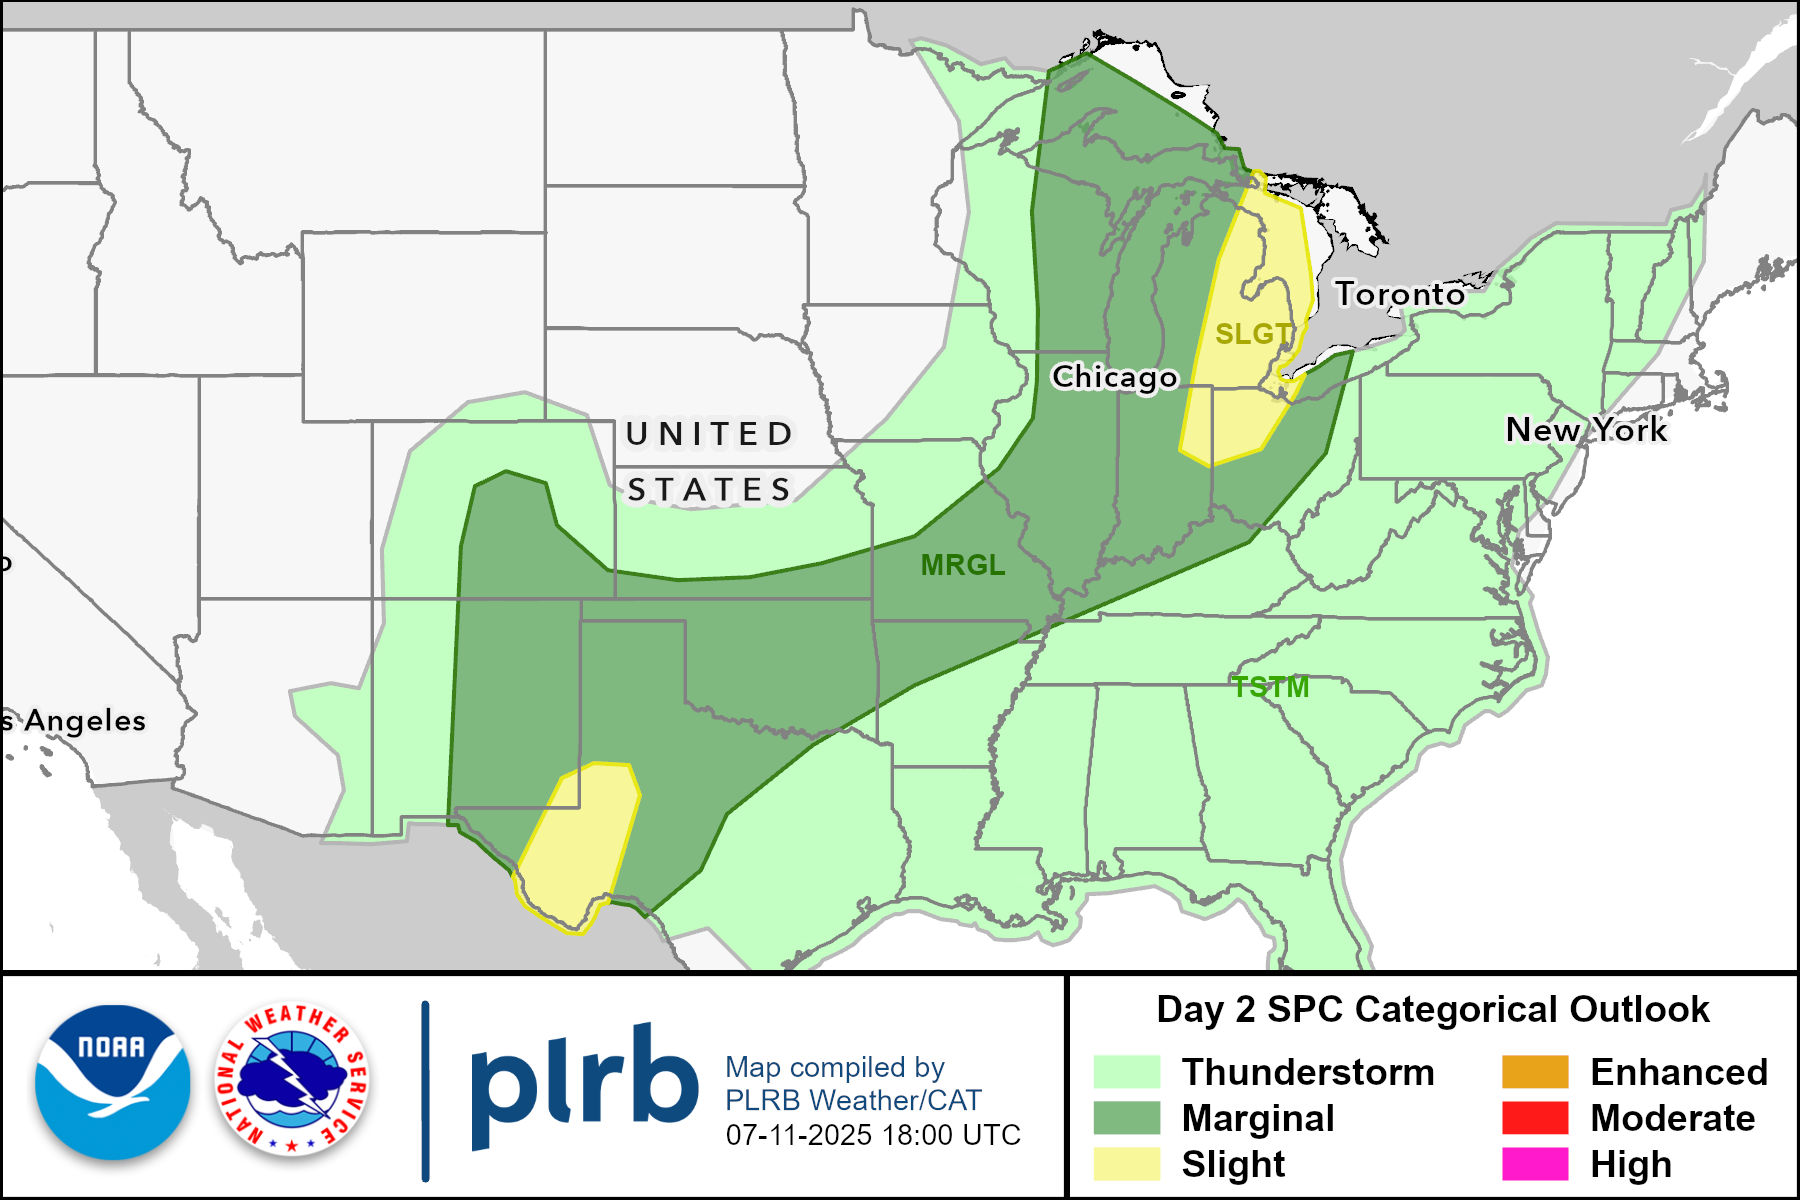 Toronto
SLGT
Chicago
UNITED
New York
STATES
o
MRGL
TSTM
s Angeles
NOAA
NATIONAL WEATHER SERVICE
plrb
Map compiled by
PLRB Weather/CAT
07-11-2025 18:00 UTC
Day 2 SPC Categorical Outlook
Thunderstorm
Marginal
Slight
Enhanced
Moderate
High